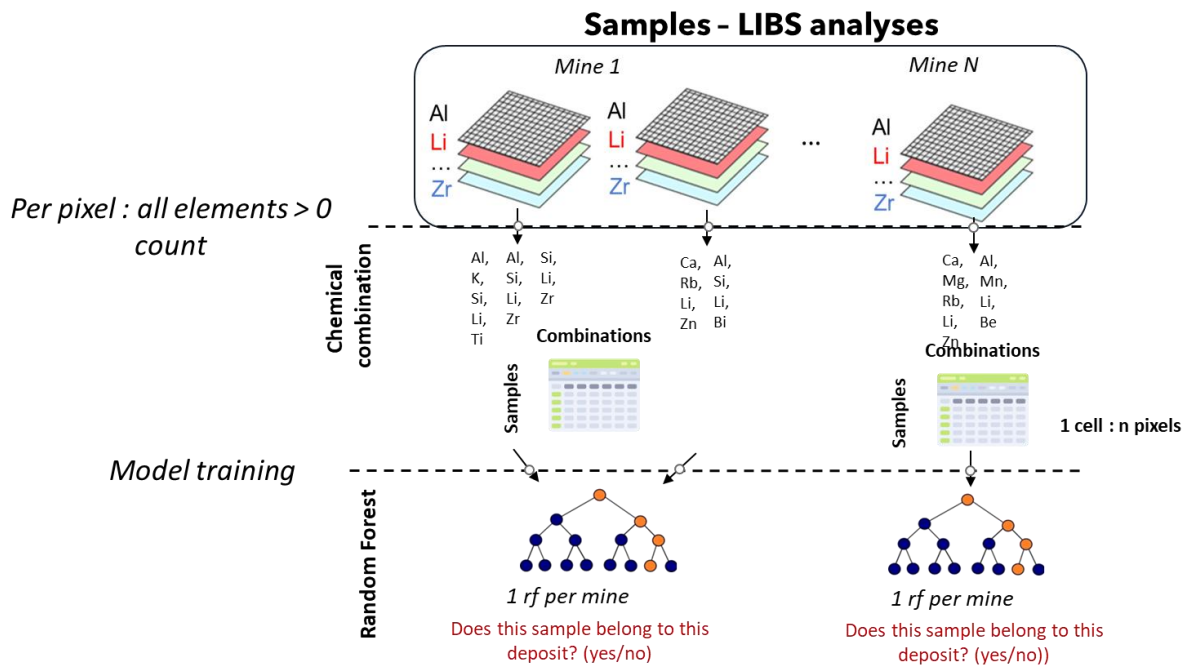 Samples – LIBS analyses
Mine 1
Mine N
Al
Li
...
Zr
Al
Li
...
Zr
...
Al
Li
...
Zr
Per pixel : all elements > 0
count
Chemical
combination
Al,
K,
Si,
Li,
Ti
Al,
Si,
Li,
Zr
Si,
Li,
Zr
Ca,
Rb,
Li,
Zn
Al,
Si,
Li,
Bi
Ca,
Mg,
Rb,
Li,
Zn
Al,
Mn,
Li,
Be
Combinations
Samples
Combinations
Samples
1 cell : n pixels
Model training
Random Forest
1 rf per mine
Does this sample belong to this
deposit? (yes/no)
1 rf per mine
Does this sample belong to this
deposit? (yes/no))